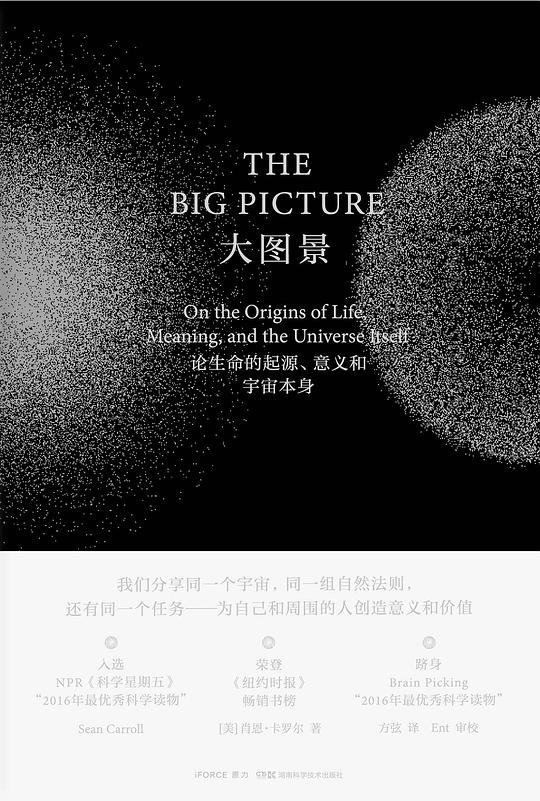 THE
BIG PICTURE
大图景
On the Origins of Life,
Meaning, and the Universe Itself
论生命的起源、意义和
宇宙本身
我们分享同一个宇宙，同一组自然法则，
还有同一个任务——为自己和周围的人创造意义和价值
入选
NPR《科学星期五》
“2016年最优秀科学读物”
荣登
《纽约时报》
畅销书榜
跻身
Brain Picking
“2016年最优秀科学读物”
Sean Carroll
[美]肖恩·卡罗尔 著
方弦 译 Ent 审校
iFORCE 原力
湖南科学技术出版社